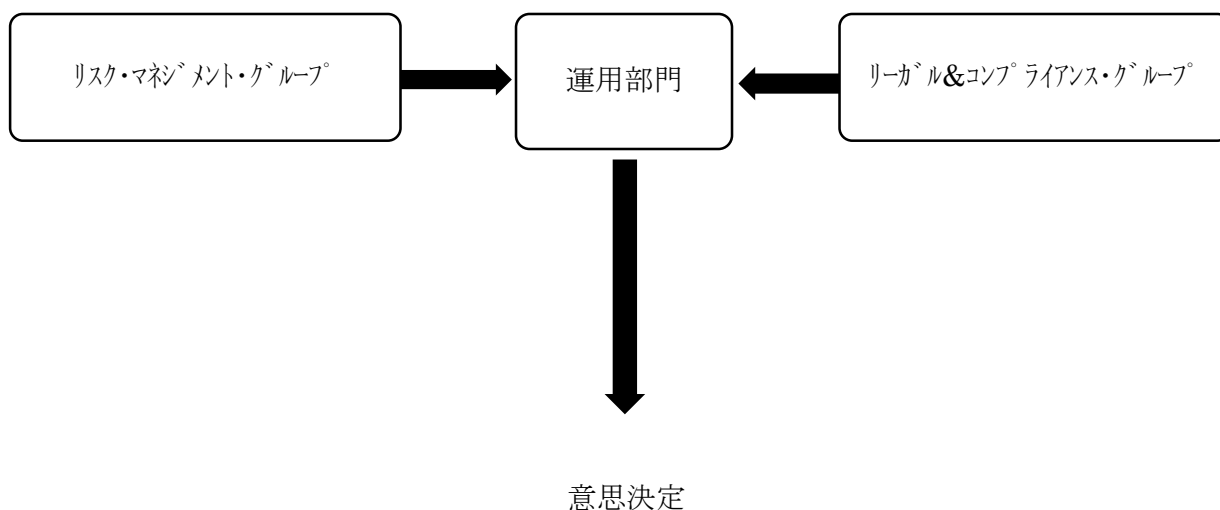 リスク・マネジメント・グループ
運用部門
リーガル&コンプライアンス・グループ
意思決定